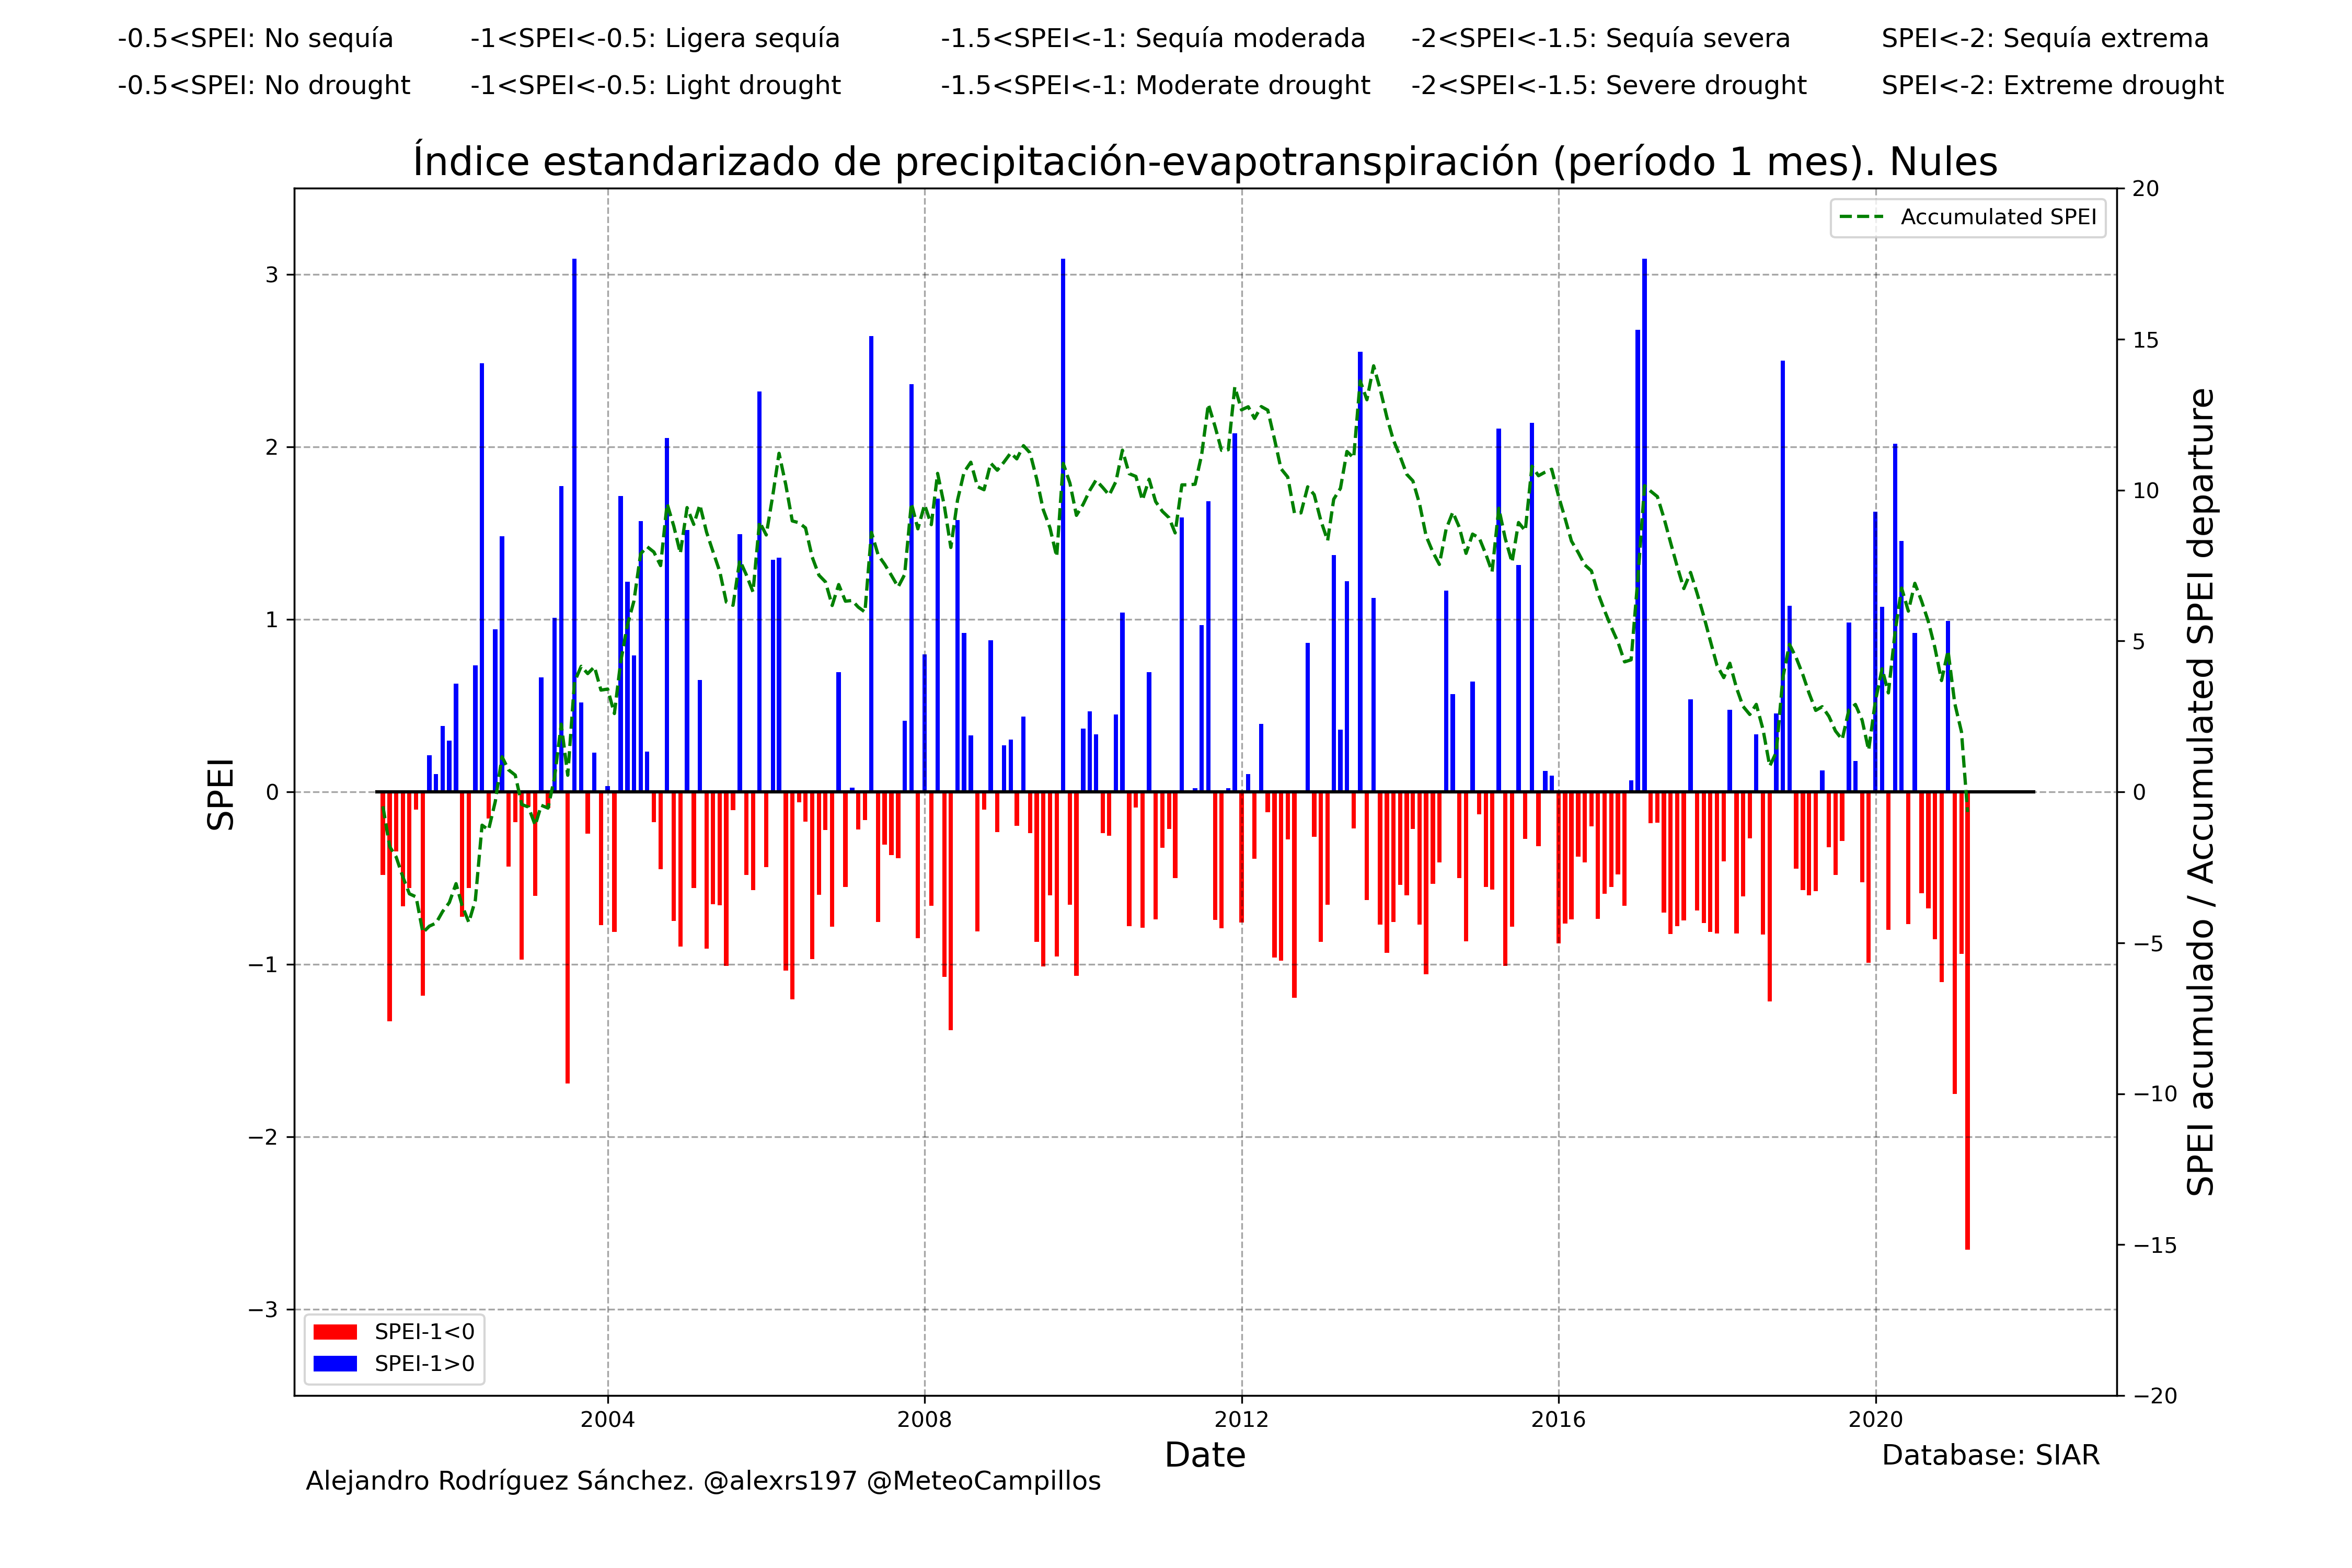 -0.5<SPEI: No sequía -1<SPEI<-0.5: Ligera sequía -1.5<SPEI<-1: Sequía moderada -2<SPEI<-1.5: Sequía severa SPEI<-2: Sequía extrema
-0.5<SPEI: No drought -1<SPEI<-0.5: Light drought -1.5<SPEI<-1: Moderate drought -2<SPEI<-1.5: Severe drought SPEI<-2: Extreme drought
Índice estandarizado de precipitación-evapotranspiración (período 1 mes). Nules
Accumulated SPEI
SPEI
3
2
1
0
−1
−2
−3
20
15
10
5
0
−5
−10
−15
−20
SPEI acumulado / Accumulated SPEI departure
SPEI-1<0
SPEI-1>0
2004 2008 2012 2016 2020
Date
Database: SIAR
Alejandro Rodríguez Sánchez. @alexrs197 @MeteoCampillos